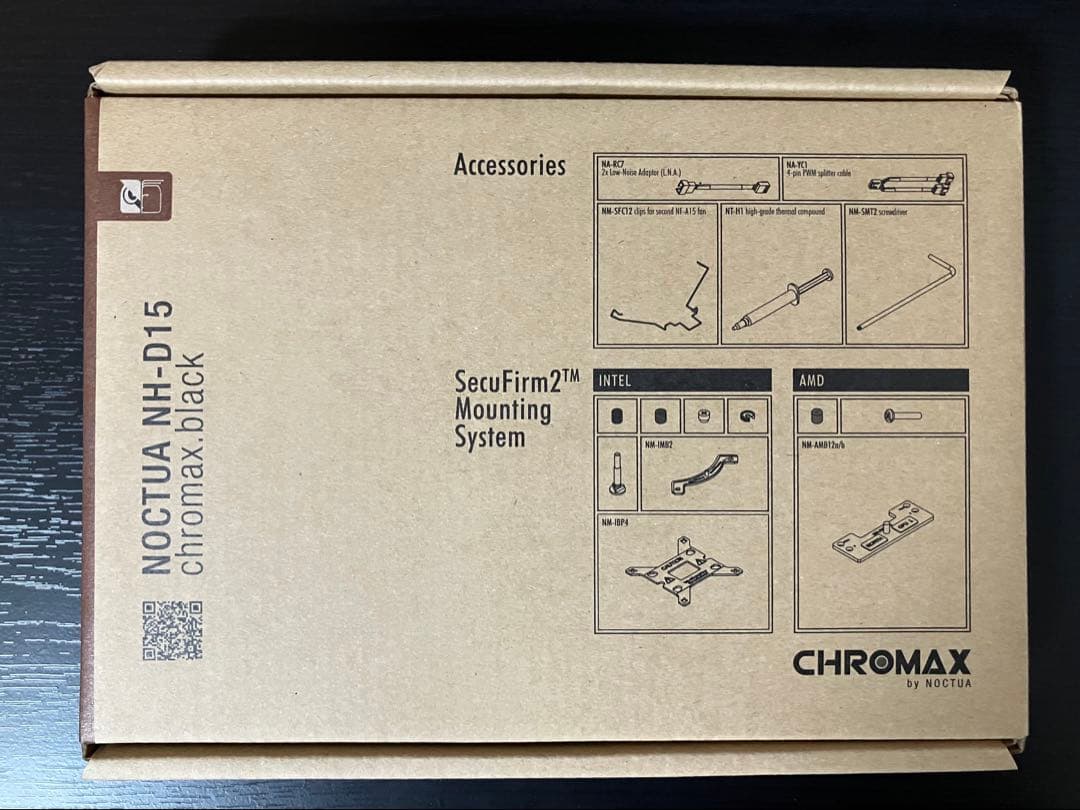 Accessories
NA-RC7
2x Low-Noise Adaptor (L.N.A.)
NA-YC1
4-pin PWM splitter cable
NM-SFC12 clips for second NF-A15 fan
NT-H1 high-grade thermal compound
NM-SMT2 screwdriver
NOCTUA NH-D15
chromax.black
SecuFirm2™
Mounting
System
INTEL
NM-IMB2
NM-IBP4
CAUTION
AMD
NM-AMB12a/b
CHROMAX
by NOCTUA